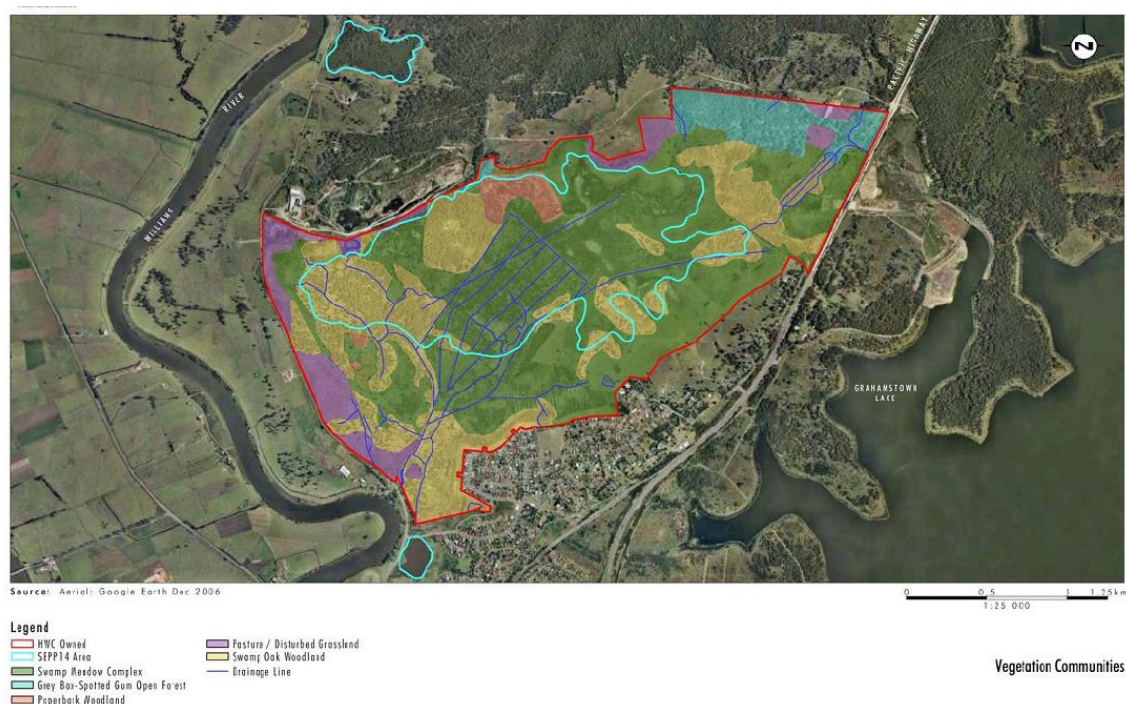 PACIFIC HIGHWAY
N
WILLIAMS RIVER
GRAHAMSTOWN
LAKE
Source: Aerial: Google Earth Dec 2006
0 0.5 1 1.25km
1:25 000
Legend
HWC Owned
SEPP14 Area
Swamp Meadow Complex
Grey Box-Spotted Gum Open Forest
Paperbark Woodland
Pasture / Disturbed Grassland
Swamp Oak Woodland
Drainage Line
Vegetation Communities